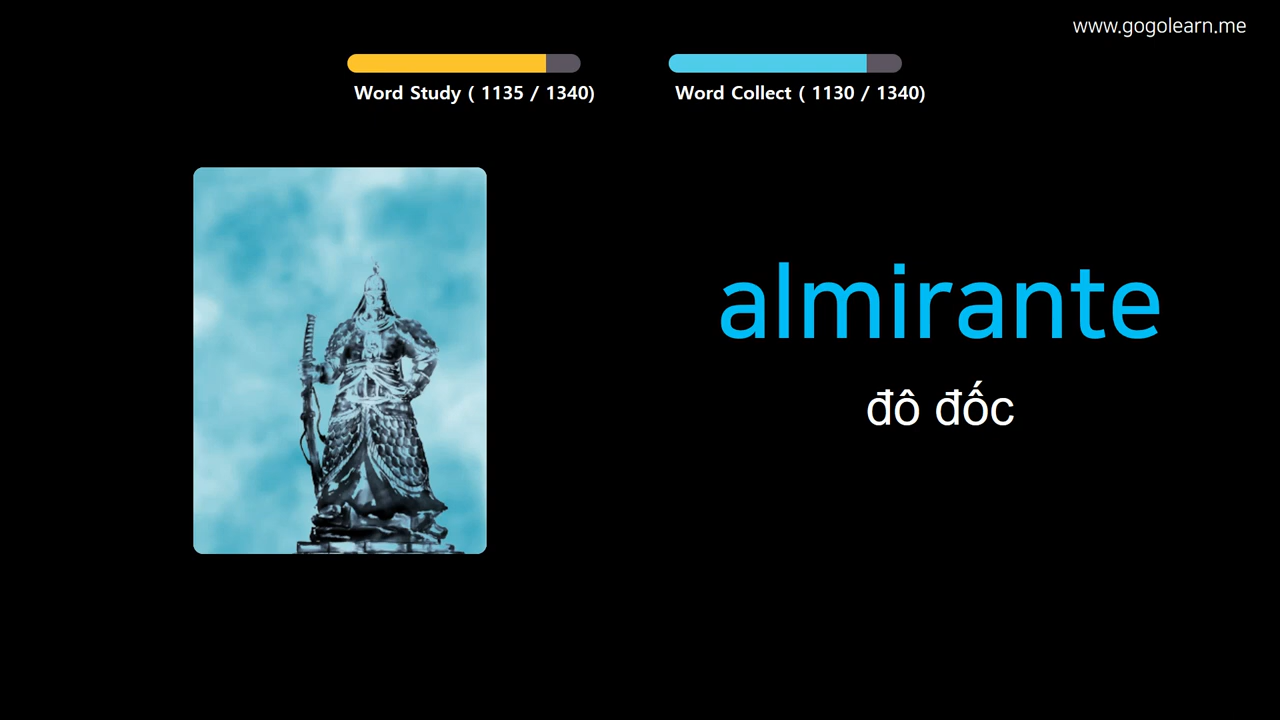 www.gogolearn.me
Word Study ( 1135 / 1340)
Word Collect ( 1130 / 1340)
almirante
đô đốc